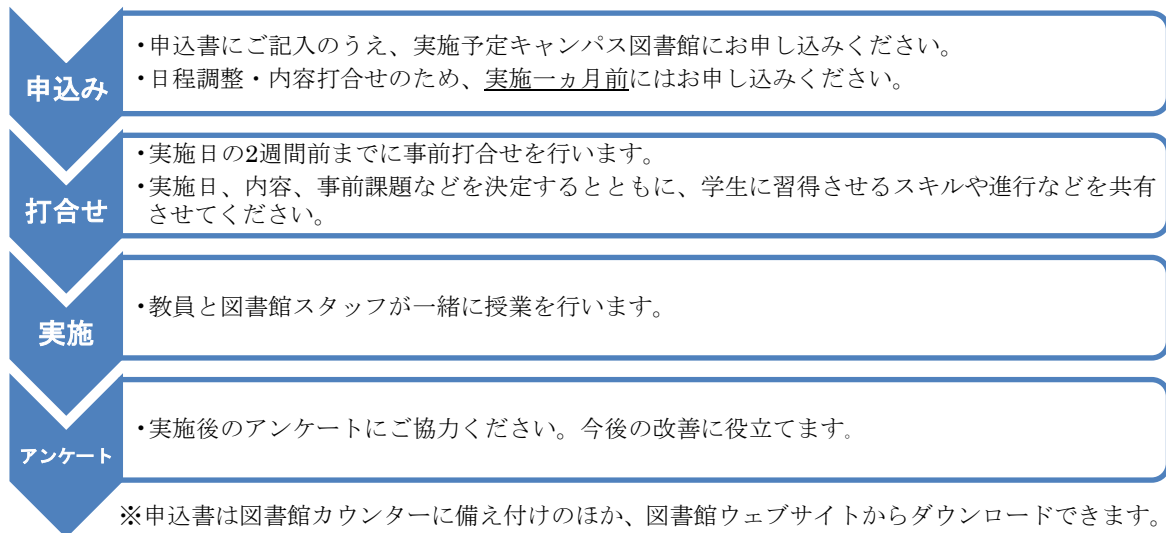 申込み
・申込書にご記入のうえ、実施予定キャンパス図書館にお申し込みください。
・日程調整・内容打合せのため、実施一ヵ月前にはお申し込みください。
打合せ
・実施日の2週間前までに事前打合せを行います。
・実施日、内容、事前課題などを決定するとともに、学生に習得させるスキルや進行などを共有
させてください。
実施
・教員と図書館スタッフが一緒に授業を行います。
アンケート
・実施後のアンケートにご協力ください。今後の改善に役立てます.
※申込書は図書館カウンターに備え付けのほか、図書館ウェブサイトからダウンロードできます。